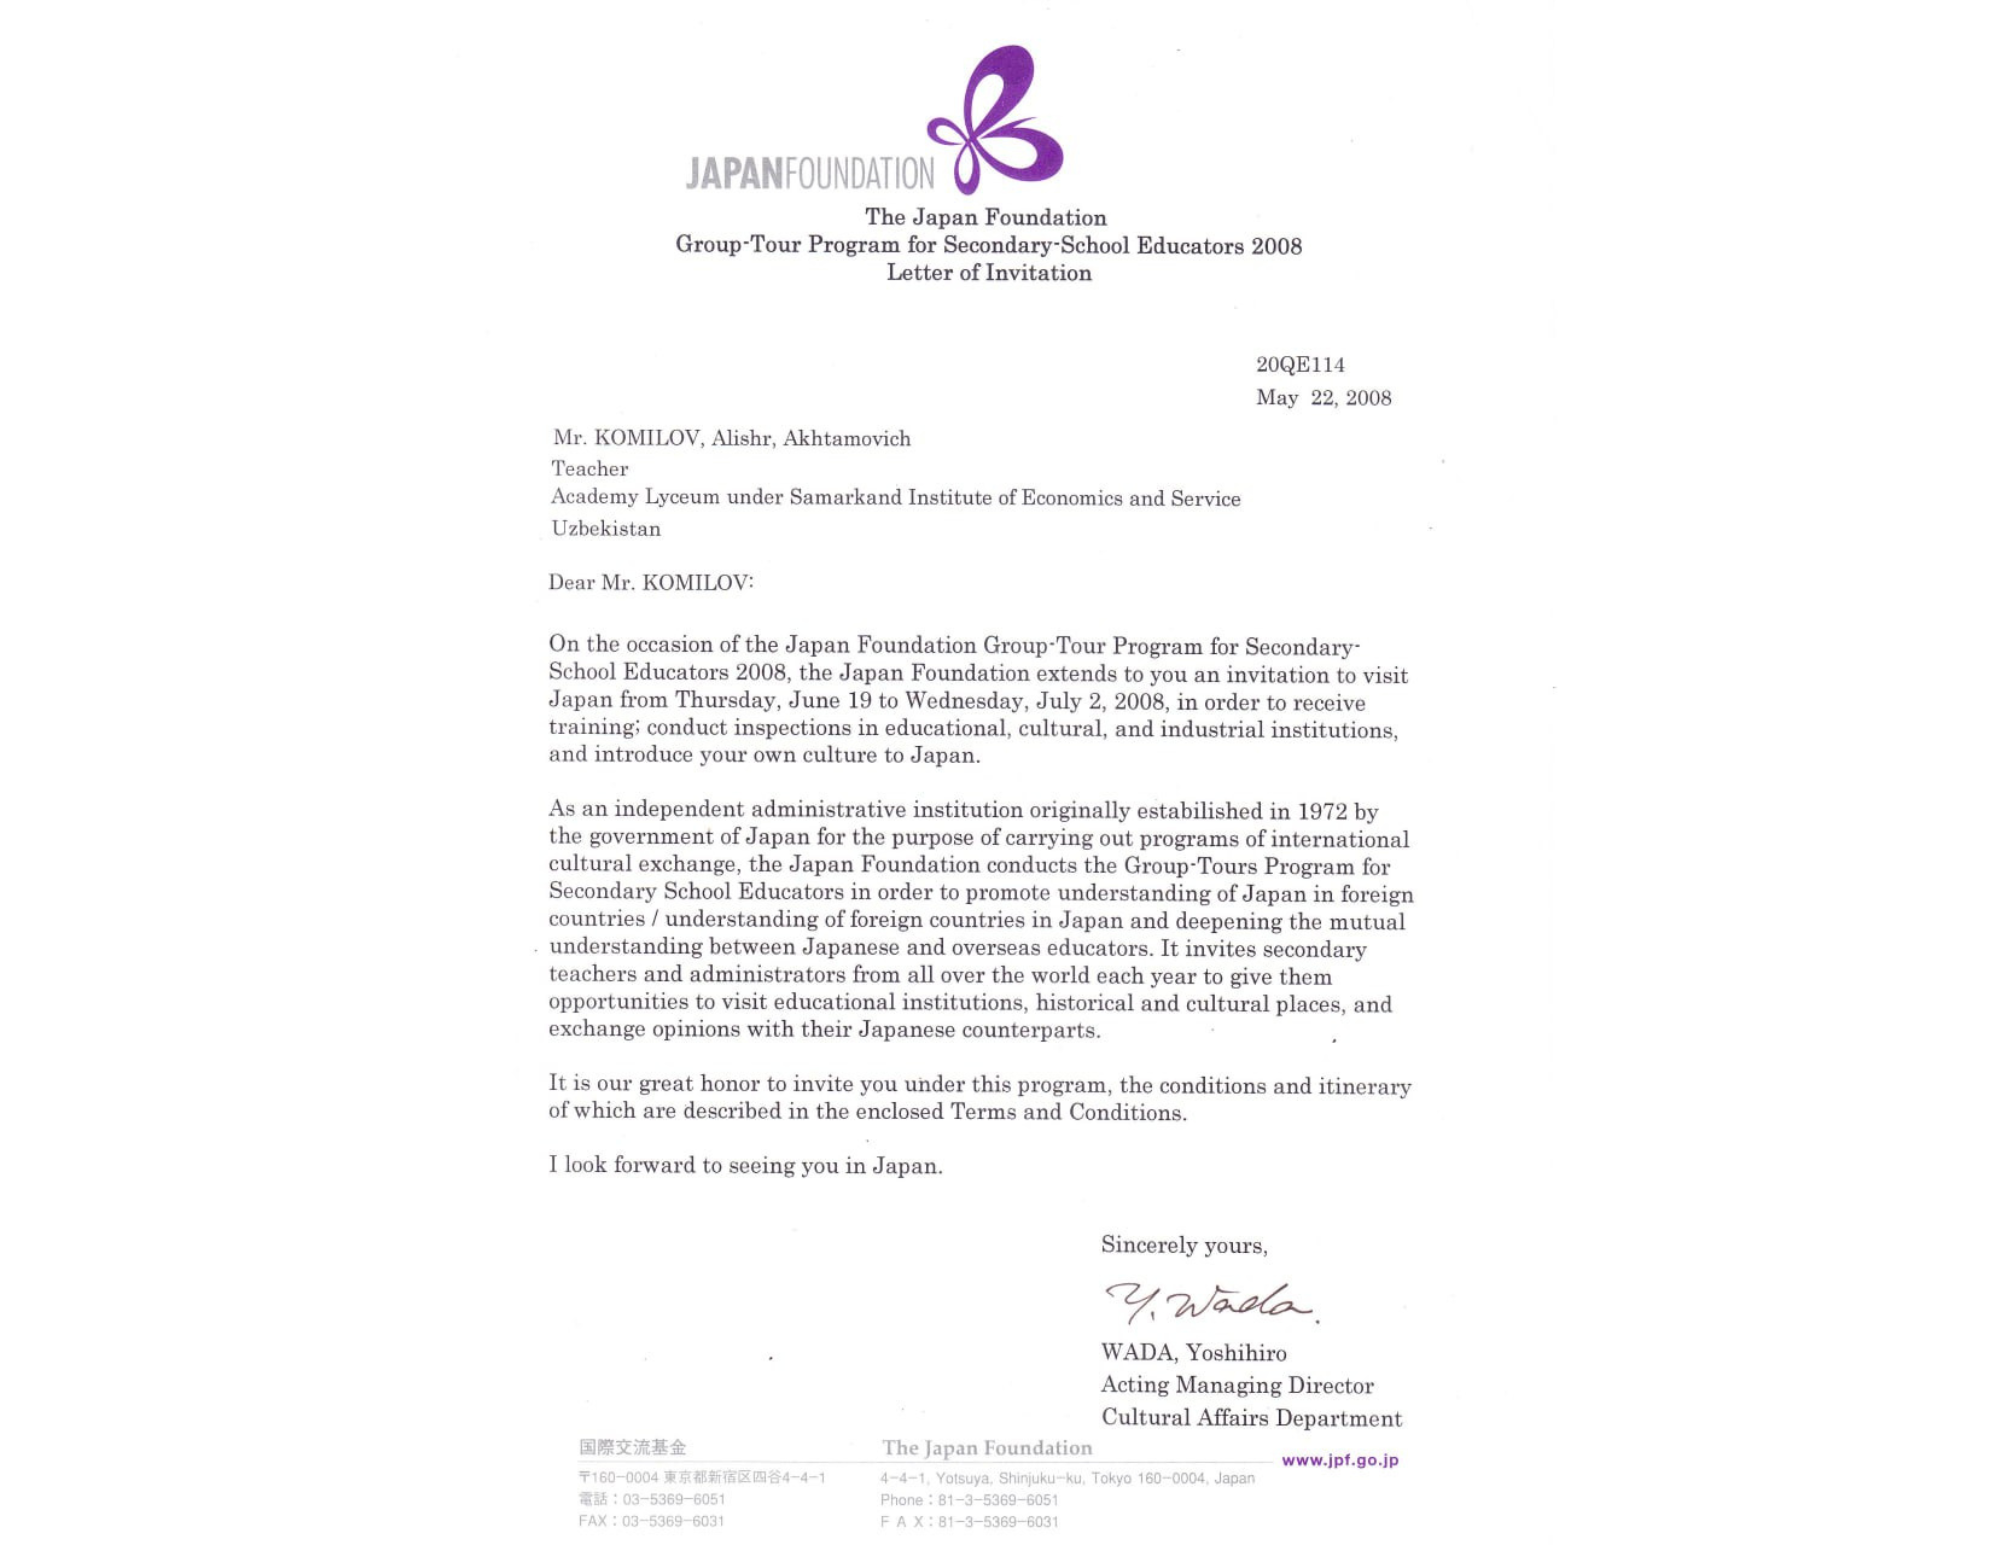 JAPANFOUNDATION
The Japan Foundation
Group-Tour Program for Secondary-School Educators 2008
Letter of Invitation
20QE114
May 22, 2008
Mr. KOMILOV, Alishr, Akhtamovich
Teacher
Academy Lyceum under Samarkand Institute of Economics and Service
Uzbekistan
Dear Mr. KOMILOV:
On the occasion of the Japan Foundation Group-Tour Program for Secondary-
School Educators 2008, the Japan Foundation extends to you an invitation to visit
Japan from Thursday, June 19 to Wednesday, July 2, 2008, in order to receive
training; conduct inspections in educational, cultural, and industrial institutions,
and introduce your own culture to Japan.
As an independent administrative institution originally estabilished in 1972 by
the government of Japan for the purpose of carrying out programs of international
cultural exchange, the Japan Foundation conducts the Group-Tours Program for
Secondary School Educators in order to promote understanding of Japan in foreign
countries / understanding of foreign countries in Japan and deepening the mutual
understanding between Japanese and overseas educators. It invites secondary
teachers and administrators from all over the world each year to give them
opportunities to visit educational institutions, historical and cultural places, and
exchange opinions with their Japanese counterparts.
It is our great honor to invite you under this program, the conditions and itinerary
of which are described in the enclosed Terms and Conditions.
I look forward to seeing you in Japan.
Sincerely yours,
Y. Wada.
WADA, Yoshihiro
Acting Managing Director
Cultural Affairs Department
国際交流基金
〒160-0004 東京都新宿区四谷4-4-1
電話：03-5369-6051
FAX：03-5369-6031
The Japan Foundation
4-4-1, Yotsuya, Shinjuku-ku, Tokyo 160-0004, Japan
Phone：81-3-5369-6051
F A X：81-3-5369-6031
www.jpf.go.jp